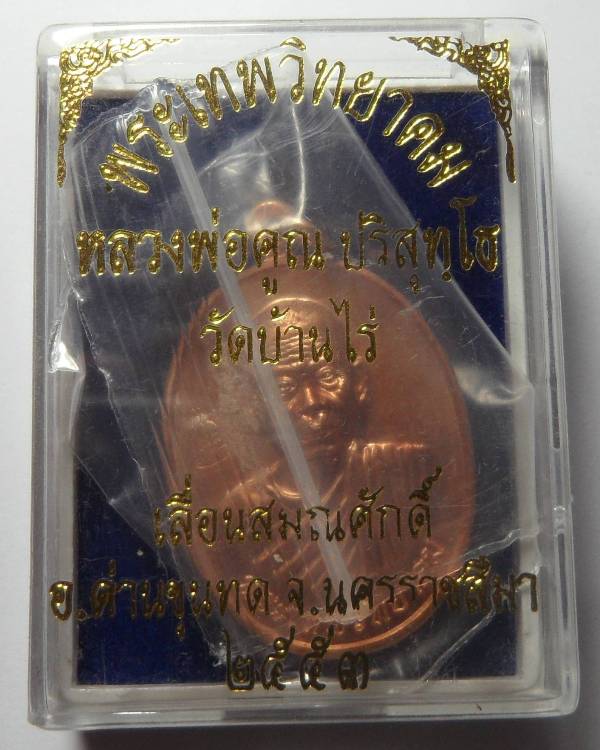 พระเทพวิทยาคม
หลวงพ่อคูณ ปริสุทฺโธ
วัดบ้านไร่
เลื่อนสมณศักดิ์
อ.ด่านขุนทด จ.นครราชสีมา
๒๕๕๓